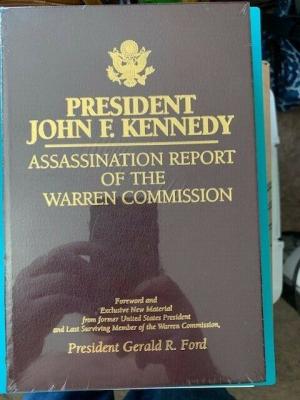 PRESIDENT
JOHN F. KENNEDY
ASSASSINATION REPORT
OF THE
WARREN COMMISSION
Foreword and
Exclusive New Material
from former United States President
and Last Surviving Member of the Warren Commission,
President Gerald R. Ford